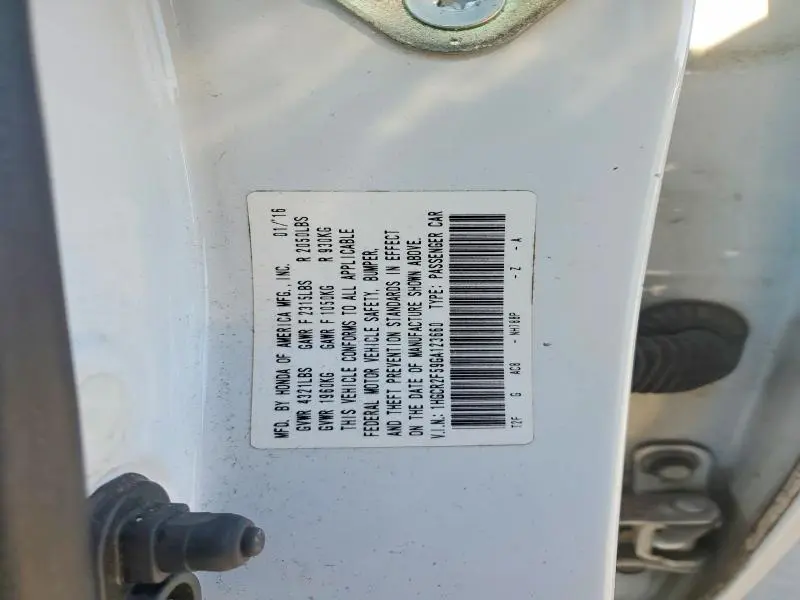 MFD. BY HONDA OF AMERICA MFG., INC. 01/'16
GVWR 4321LBS GAWR F 2315LBS R 2050LBS
GVWR 1960KG GAWR F 1050KG R 930KG
THIS VEHICLE CONFORMS TO ALL APPLICABLE
FEDERAL MOTOR VEHICLE SAFETY, BUMPER,
AND THEFT PREVENTION STANDARDS IN EFFECT
ON THE DATE OF MANUFACTURE SHOWN ABOVE.
V.I.N.: 1HGCR2F59GA123660 TYPE: PASSENGER CAR
T2F G AC8 - NH788P - Z - A